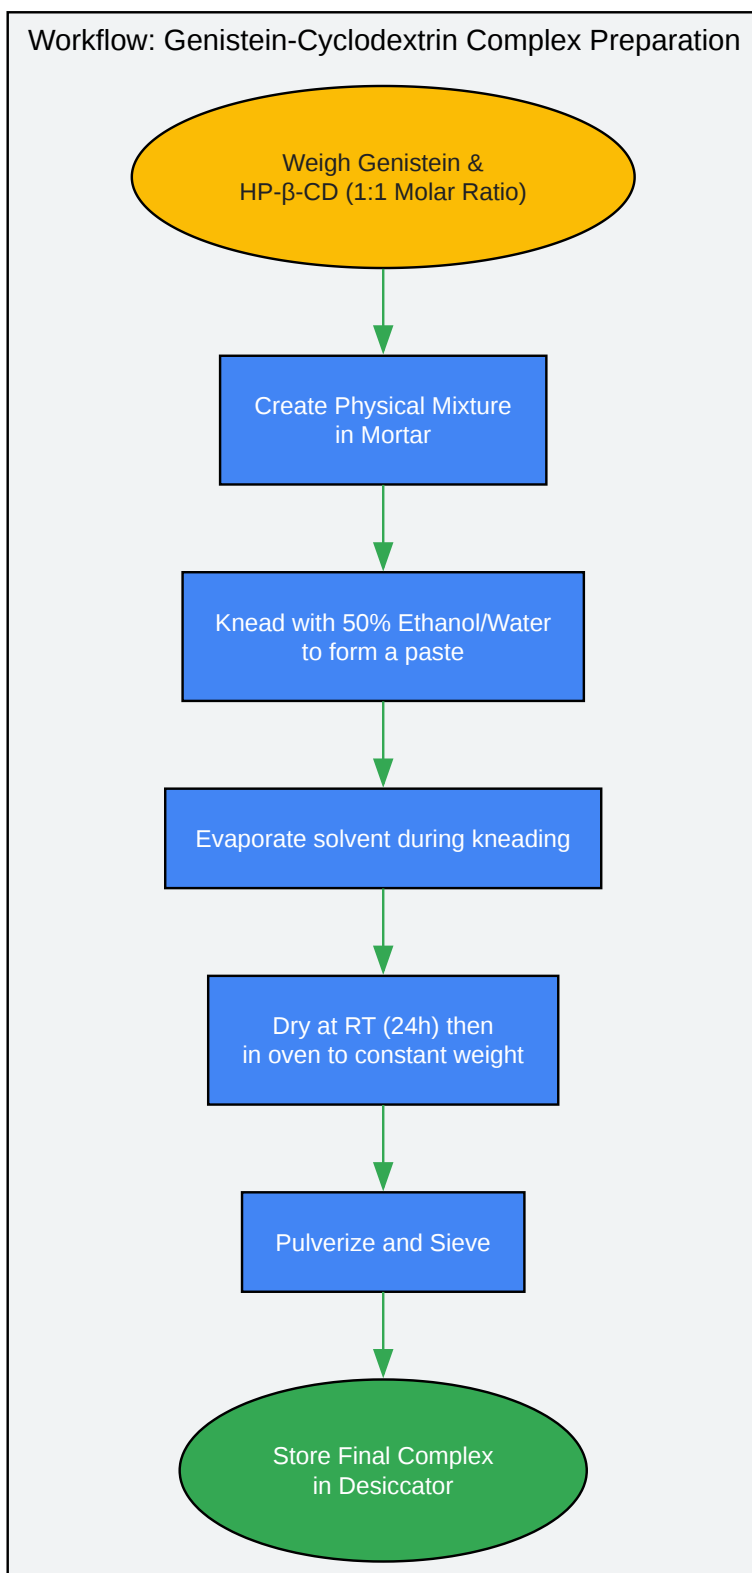 Workflow: Genistein-Cyclodextrin Complex Preparation
Weigh Genistein &
HP-β-CD (1:1 Molar Ratio)
Create Physical Mixture
in Mortar
Knead with 50% Ethanol/Water
to form a paste
Evaporate solvent during kneading
Dry at RT (24h) then
in oven to constant weight
Pulverize and Sieve
Store Final Complex
in Desiccator